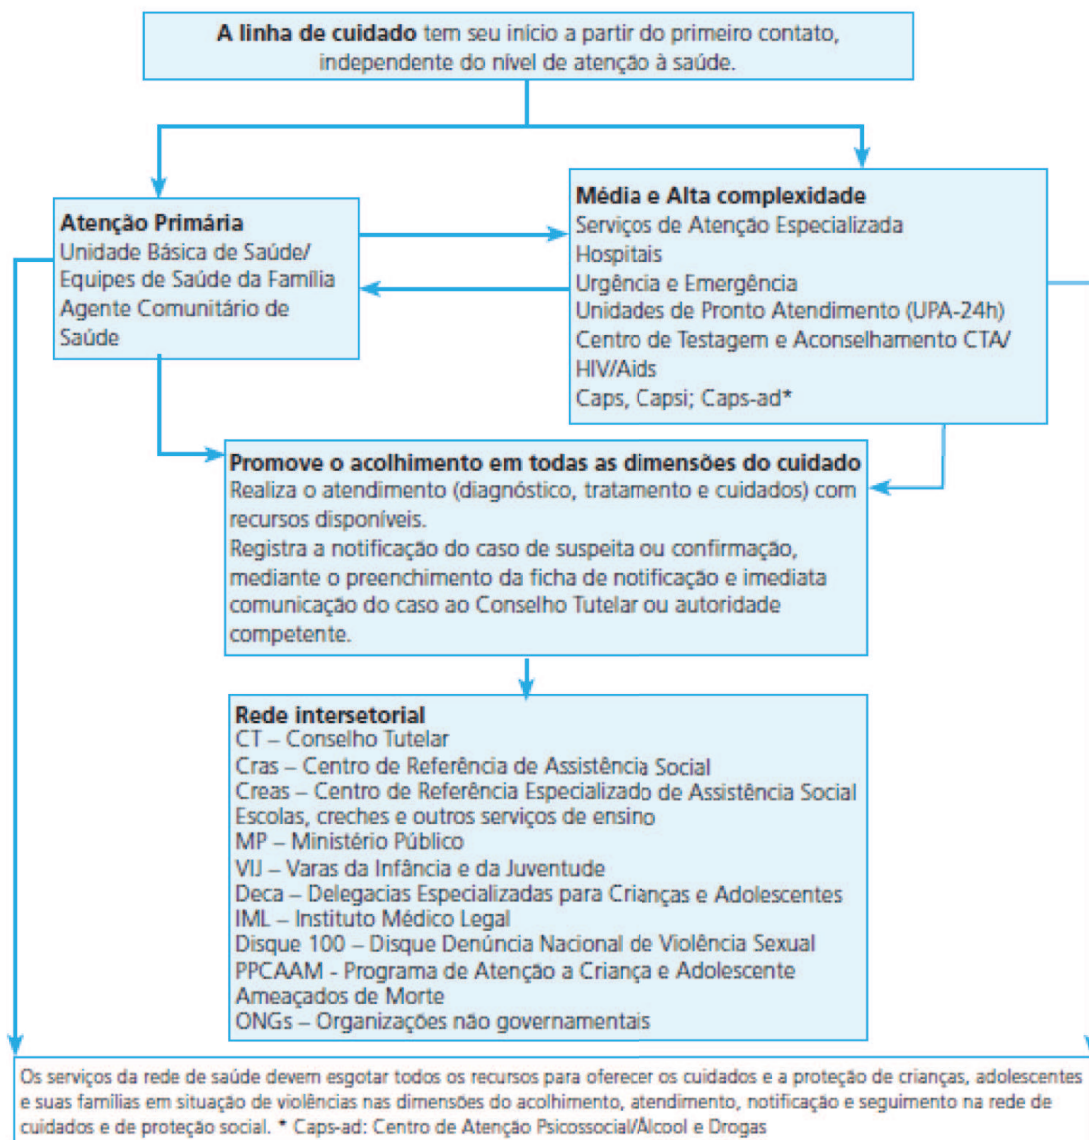 A linha de cuidado tem seu início a partir do primeiro contato,
independente do nível de atenção à saúde.
Atenção Primária
Unidade Básica de Saúde/
Equipes de Saúde da Família
Agente Comunitário de
Saúde
Média e Alta complexidade
Serviços de Atenção Especializada
Hospitais
Urgência e Emergência
Unidades de Pronto Atendimento (UPA-24h)
Centro de Testagem e Aconselhamento CTA/
HIV/Aids
Caps, Capsi; Caps-ad*
Promove o acolhimento em todas as dimensões do cuidado
Realiza o atendimento (diagnóstico, tratamento e cuidados) com
recursos disponíveis.
Registra a notificação do caso de suspeita ou confirmação,
mediante o preenchimento da ficha de notificação e imediata
comunicação do caso ao Conselho Tutelar ou autoridade
competente.
Rede intersetorial
CT – Conselho Tutelar
Cras – Centro de Referência de Assistência Social
Creas – Centro de Referência Especializado de Assistência Social
Escolas, creches e outros serviços de ensino
MP – Ministério Público
VIJ – Varas da Infância e da Juventude
Deca – Delegacias Especializadas para Crianças e Adolescentes
IML – Instituto Médico Legal
Disque 100 – Disque Denúncia Nacional de Violência Sexual
PPCAAM - Programa de Atenção a Criança e Adolescente
Ameaçados de Morte
ONGs – Organizações não governamentais
Os serviços da rede de saúde devem esgotar todos os recursos para oferecer os cuidados e a proteção de crianças, adolescentes
e suas famílias em situação de violências nas dimensões do acolhimento, atendimento, notificação e seguimento na rede de
cuidados e de proteção social. * Caps-ad: Centro de Atenção Psicossocial/Álcool e Drogas